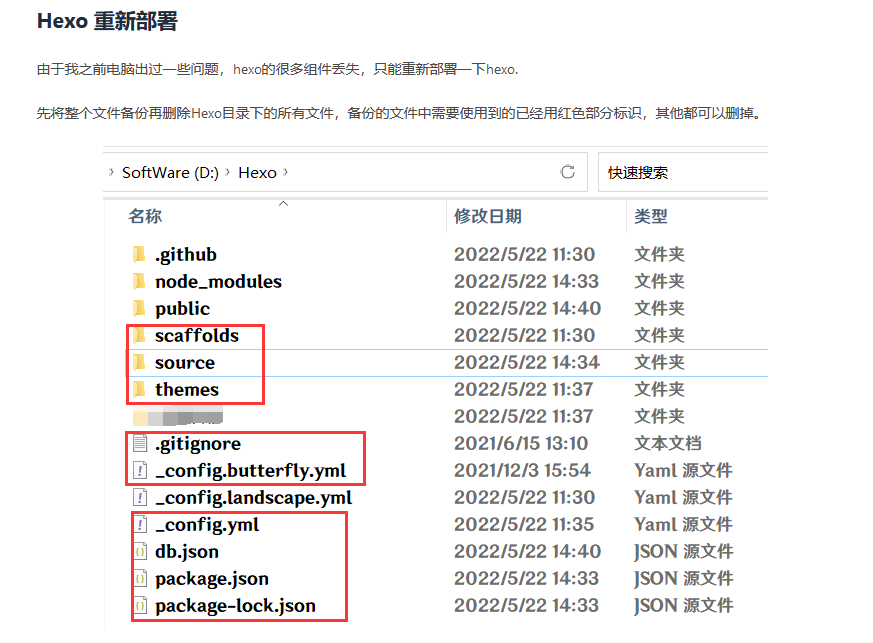 Hexo 重新部署
由于我之前电脑出过一些问题，hexo的很多组件丢失，只能重新部署一下hexo.
先将整个文件备份再删除Hexo目录下的所有文件，备份的文件中需要使用到的已经用红色部分标识，其他都可以删掉。
› SoftWare (D:) › Hexo › 快速搜索
名称 修改日期 类型
.github 2022/5/22 11:30 文件夹
node_modules 2022/5/22 14:33 文件夹
public 2022/5/22 14:40 文件夹
scaffolds 2022/5/22 11:30 文件夹
source 2022/5/22 14:34 文件夹
themes 2022/5/22 11:37 文件夹
2022/5/22 11:37 文件夹
.gitignore 2021/6/15 13:10 文本文档
_config.butterfly.yml 2021/12/3 15:54 Yaml 源文件
_config.landscape.yml 2022/5/22 11:30 Yaml 源文件
_config.yml 2022/5/22 11:35 Yaml 源文件
db.json 2022/5/22 14:40 JSON 源文件
package.json 2022/5/22 14:33 JSON 源文件
package-lock.json 2022/5/22 14:33 JSON 源文件